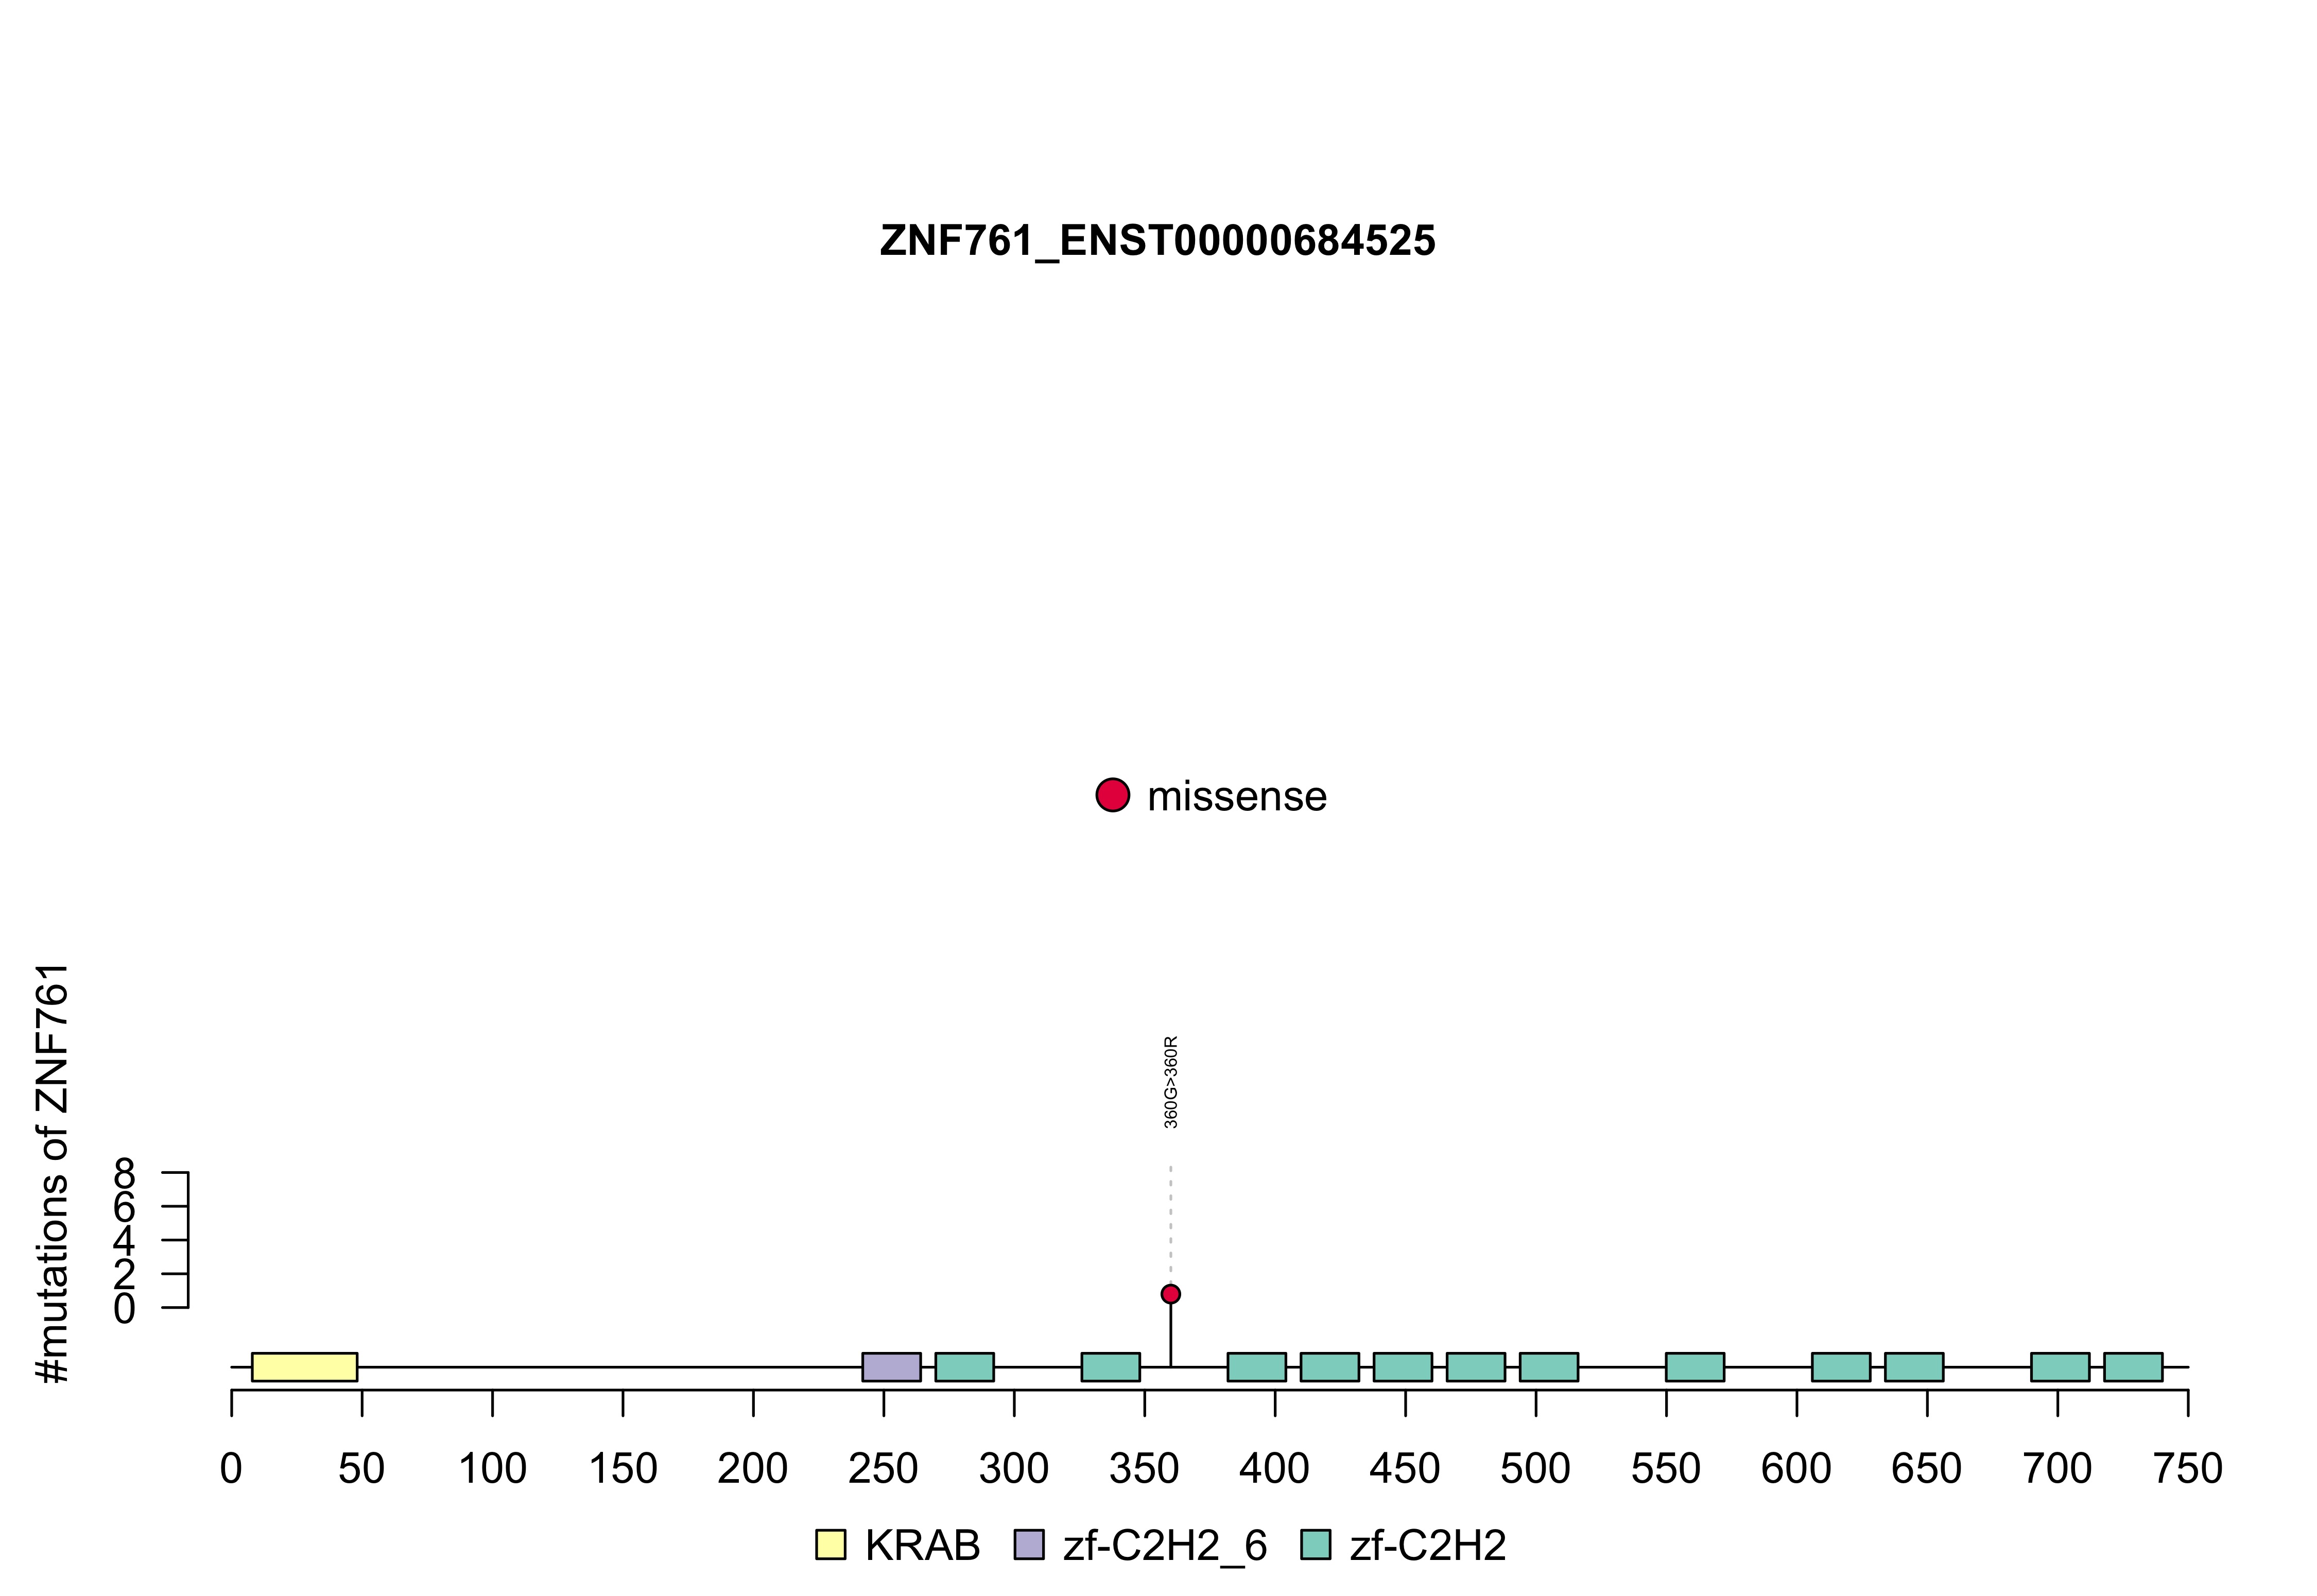 ZNF761_ENST00000684525
missense
#mutations of ZNF761
360G>360R
8
6
4
2
0
0 50 100 150 200 250 300 350 400 450 500 550 600 650 700 750
KRAB zf-C2H2_6 zf-C2H2